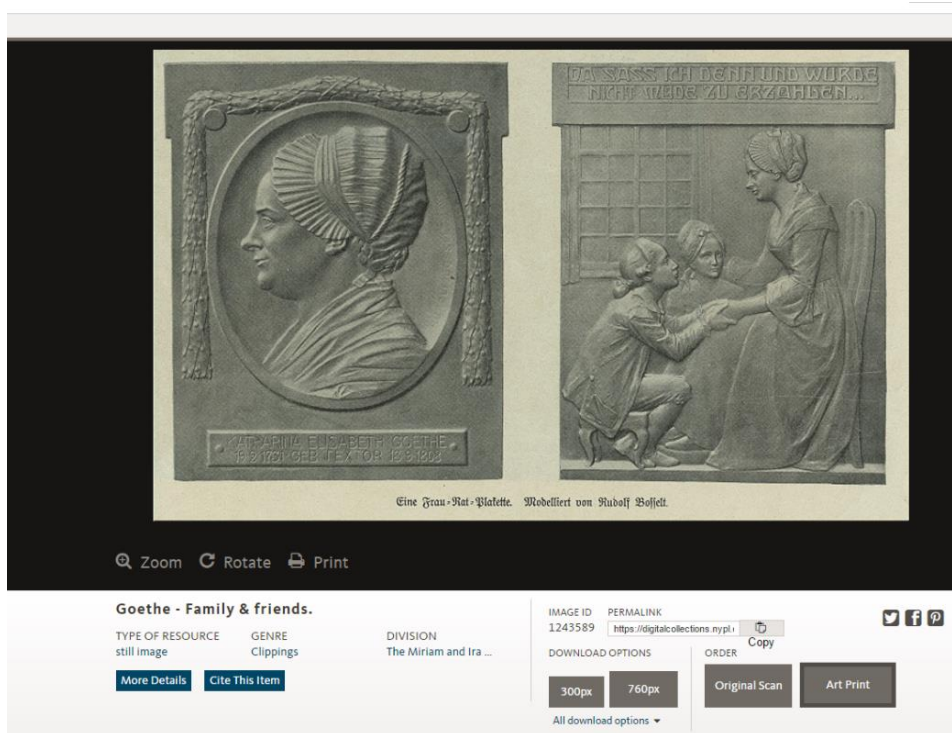 DA SASS ICH DENN UND WURDE
NICHT MÜDE ZU ERZÄHLEN...
KATHARINA ELISABETH GOETHE
19.2.1731 GEB. TEXTOR 13.9.1808
Eine Frau-Rat-Plakette. Modelliert von Rudolf Bosselt.
Zoom Rotate Print
Goethe - Family & friends.
TYPE OF RESOURCE GENRE DIVISION
still image Clippings The Miriam and Ira ...
More Details Cite This Item
IMAGE ID PERMALINK
1243589 https://digitalcollections.nypl.
Copy
DOWNLOAD OPTIONS ORDER
300px 760px Original Scan Art Print
All download options